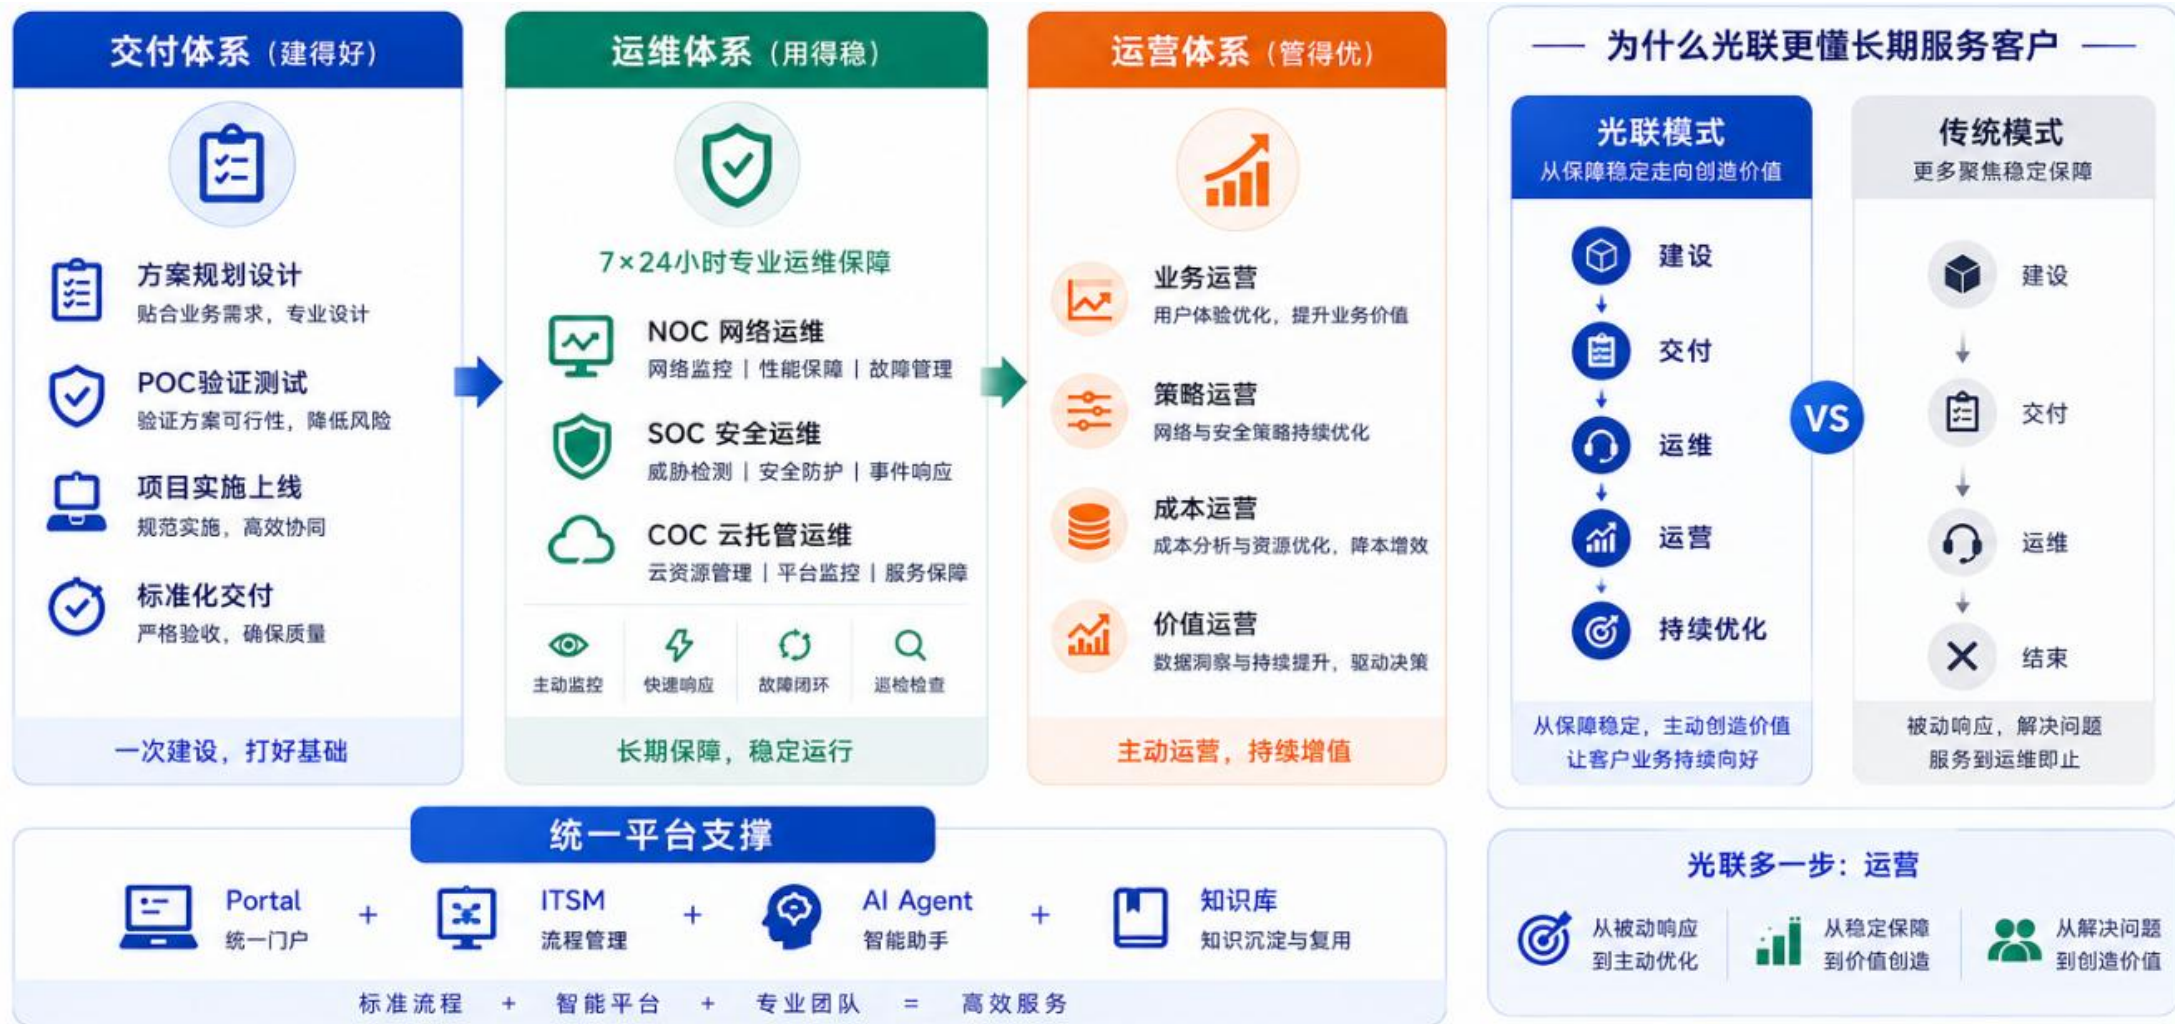 交付体系（建得好）
方案规划设计
贴合业务需求，专业设计
POC验证测试
验证方案可行性，降低风险
项目实施上线
规范实施，高效协同
标准化交付
严格验收，确保质量
一次建设，打好基础
运维体系（用得稳）
7×24小时专业运维保障
NOC 网络运维
网络监控 | 性能保障 | 故障管理
SOC 安全运维
威胁检测 | 安全防护 | 事件响应
COC 云托管运维
云资源管理 | 平台监控 | 服务保障
主动监控 快速响应 故障闭环 巡检检查
长期保障，稳定运行
运营体系（管得优）
业务运营
用户体验优化，提升业务价值
策略运营
网络与安全策略持续优化
成本运营
成本分析与资源优化，降本增效
价值运营
数据洞察与持续提升，驱动决策
主动运营，持续增值
为什么光联更懂长期服务客户
光联模式
从保障稳定走向创造价值
建设
交付
运维
运营
持续优化
从保障稳定，主动创造价值
让客户业务持续向好
VS
传统模式
更多聚焦稳定保障
建设
交付
运维
结束
被动响应，解决问题
服务到运维即止
统一平台支撑
Portal + ITSM + AI Agent + 知识库
统一门户 流程管理 智能助手 知识沉淀与复用
标准流程 + 智能平台 + 专业团队 = 高效服务
光联多一步：运营
从被动响应
到主动优化
从稳定保障
到价值创造
从解决问题
到创造价值